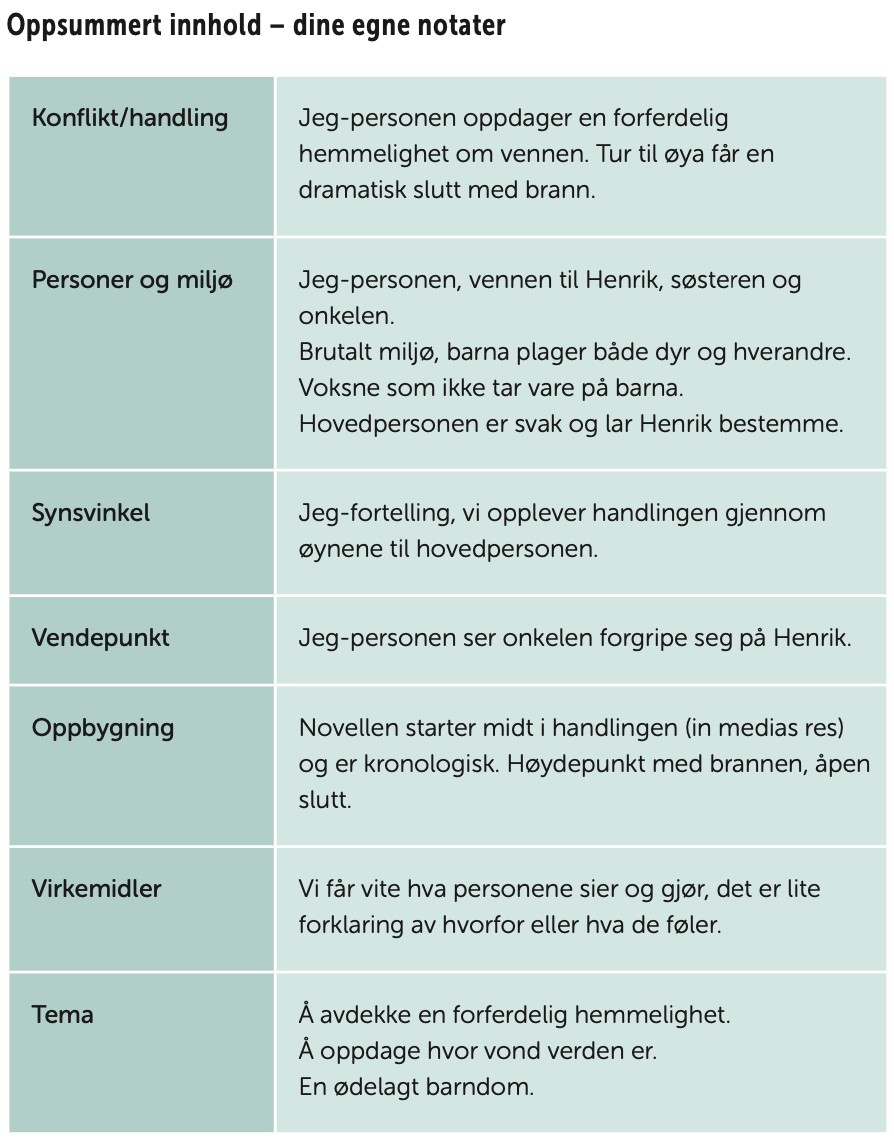 Oppsummert innhold – dine egne notater
Konflikt/handling
Jeg-personen oppdager en forferdelig
hemmelighet om vennen. Tur til øya får en
dramatisk slutt med brann.
Personer og miljø
Jeg-personen, vennen til Henrik, søsteren og
onkelen.
Brutalt miljø, barna plager både dyr og hverandre.
Voksne som ikke tar vare på barna.
Hovedpersonen er svak og lar Henrik bestemme.
Synsvinkel
Jeg-fortelling, vi opplever handlingen gjennom
øynene til hovedpersonen.
Vendepunkt
Jeg-personen ser onkelen forgripe seg på Henrik.
Oppbygning
Novellen starter midt i handlingen (in medias res)
og er kronologisk. Høydepunkt med brannen, åpen
slutt.
Virkemidler
Vi får vite hva personene sier og gjør, det er lite
forklaring av hvorfor eller hva de føler.
Tema
Å avdekke en forferdelig hemmelighet.
Å oppdage hvor vond verden er.
En ødelagt barndom.